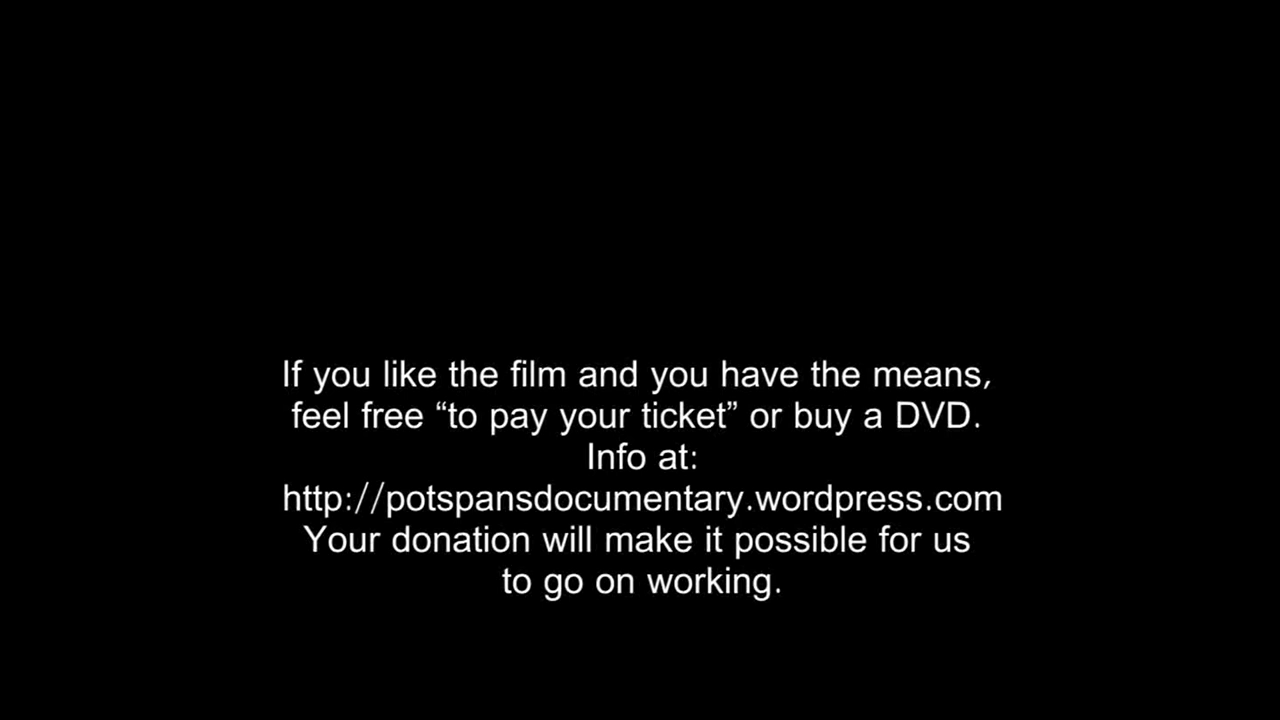 If you like the film and you have the means,
feel free “to pay your ticket” or buy a DVD.
Info at:
http://potspansdocumentary.wordpress.com
Your donation will make it possible for us
to go on working.